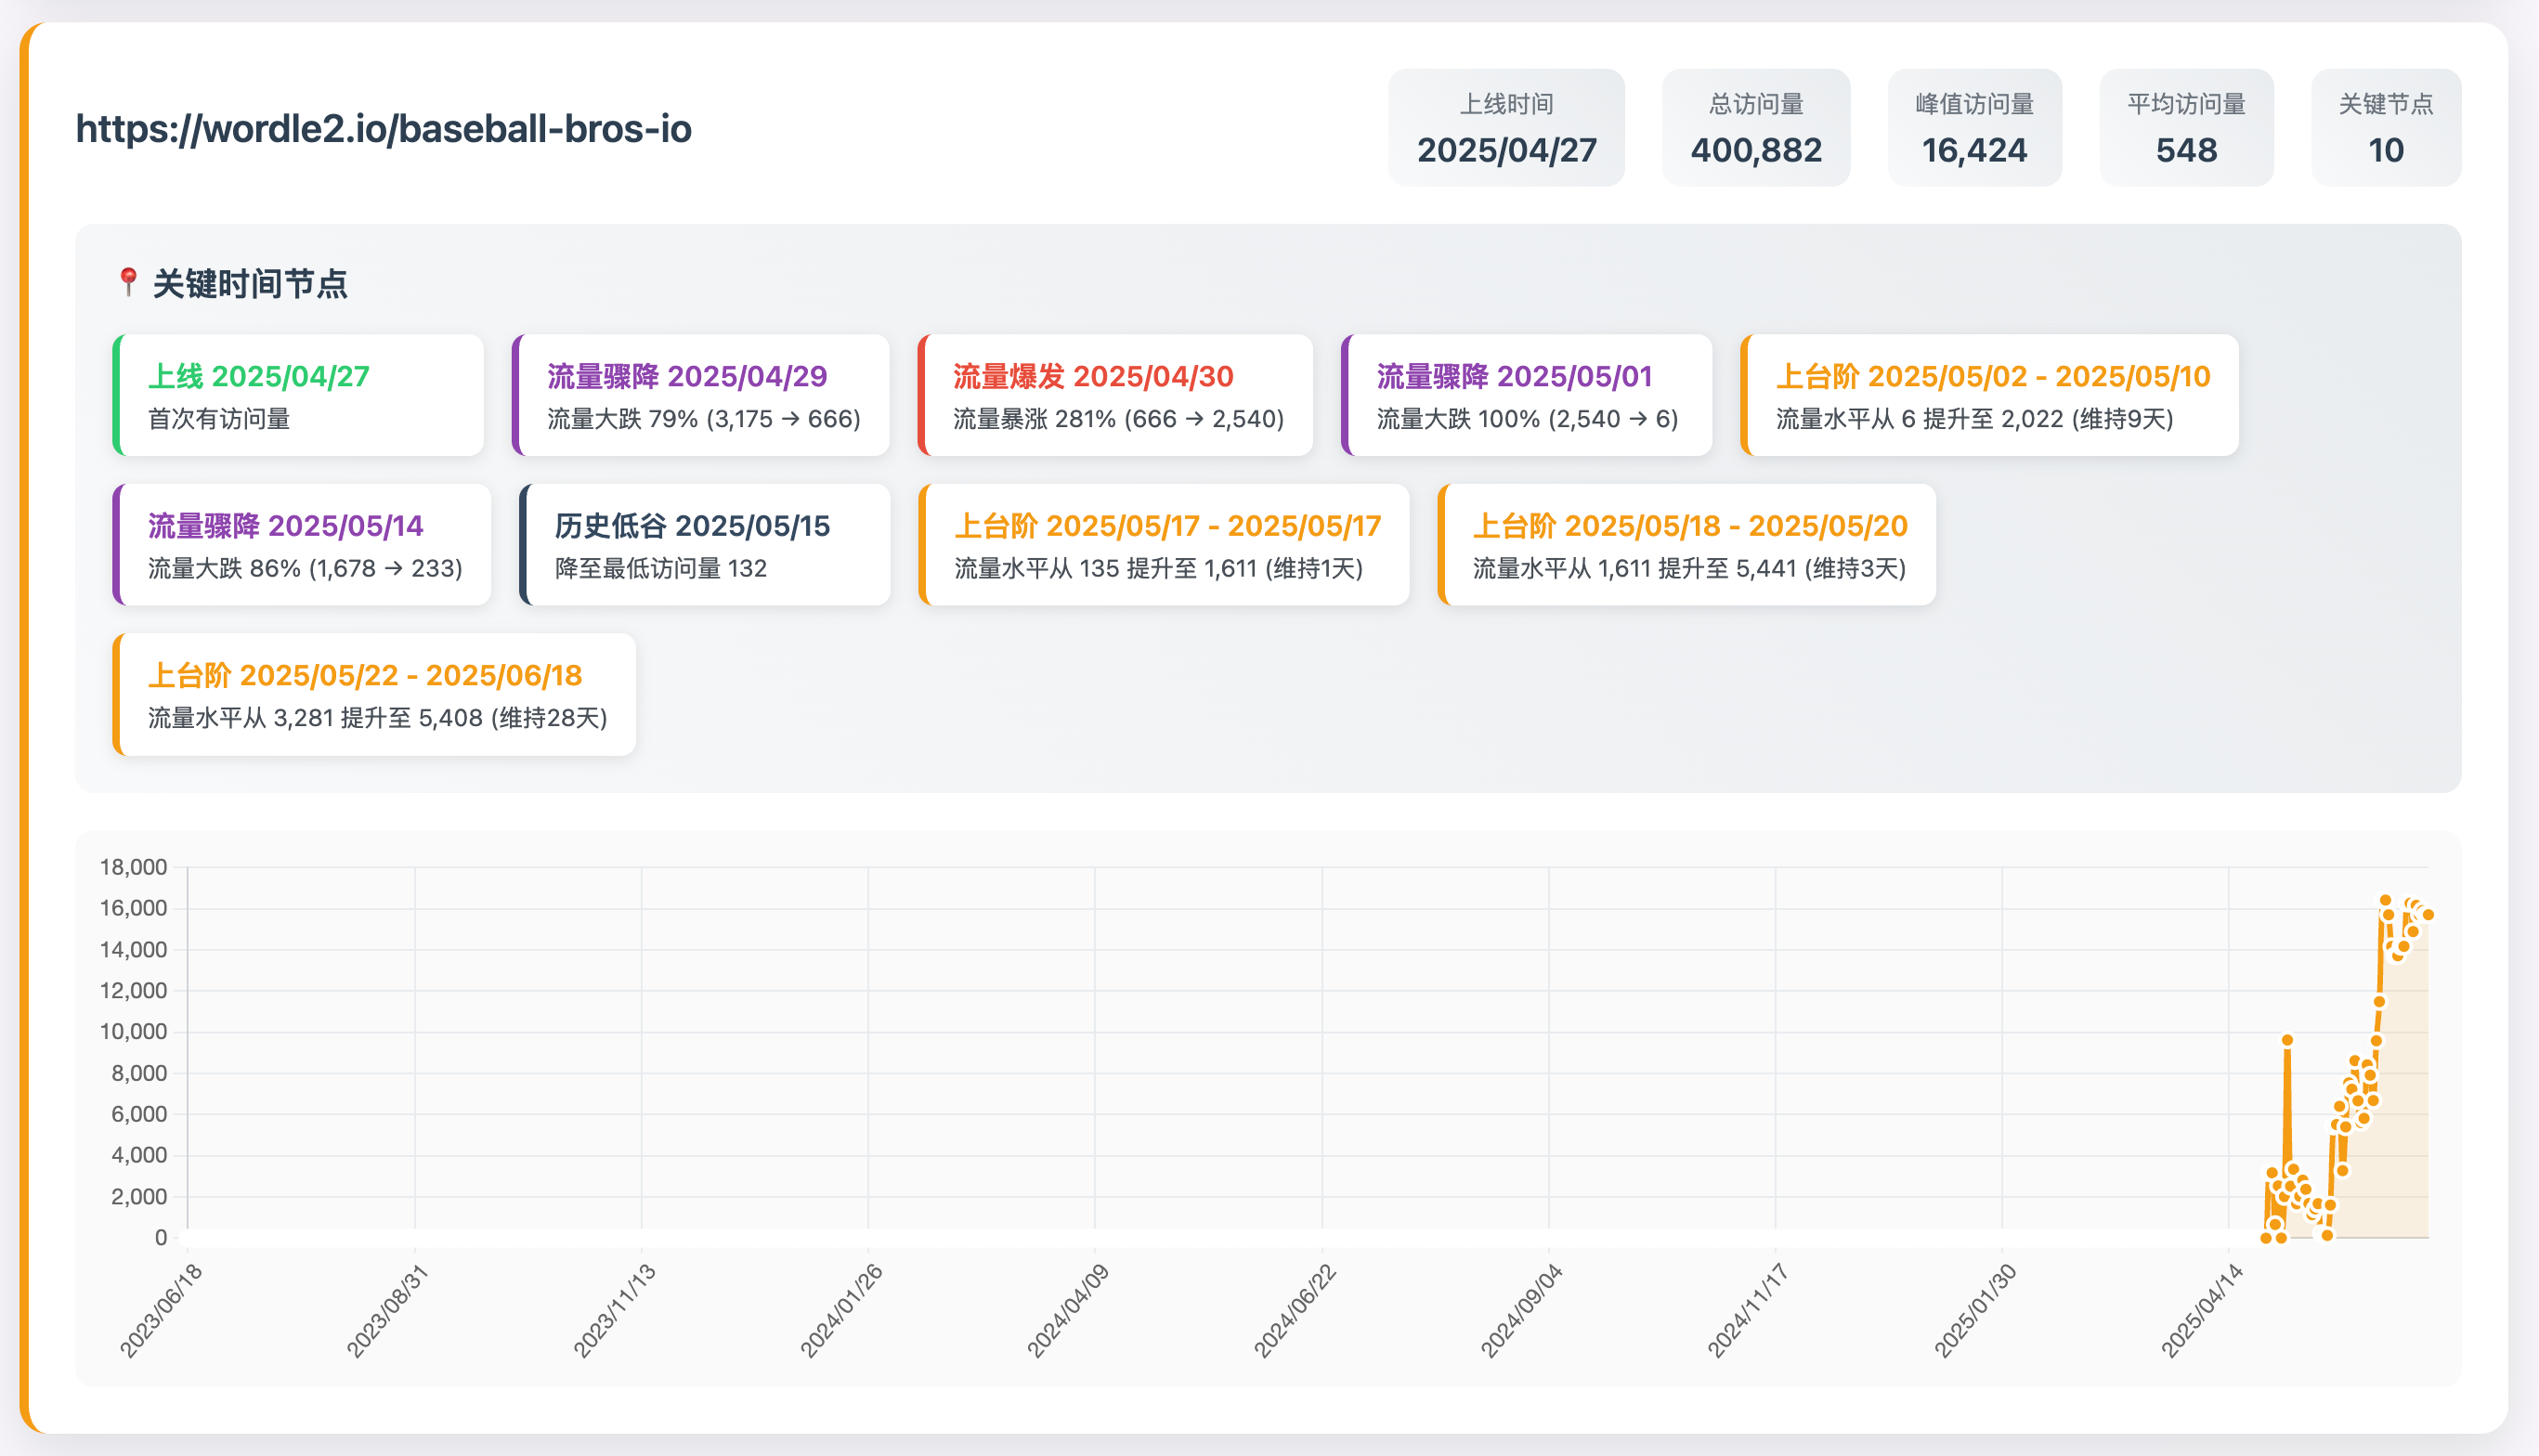 https://wordle2.io/baseball-bros-io
上线时间
2025/04/27
总访问量
400,882
峰值访问量
16,424
平均访问量
548
关键节点
10
📍 关键时间节点
上线 2025/04/27
首次有访问量
流量骤降 2025/04/29
流量大跌 79% (3,175 → 666)
流量爆发 2025/04/30
流量暴涨 281% (666 → 2,540)
流量骤降 2025/05/01
流量大跌 100% (2,540 → 6)
上台阶 2025/05/02 - 2025/05/10
流量水平从 6 提升至 2,022 (维持9天)
流量骤降 2025/05/14
流量大跌 86% (1,678 → 233)
历史低谷 2025/05/15
降至最低访问量 132
上台阶 2025/05/17 - 2025/05/17
流量水平从 135 提升至 1,611 (维持1天)
上台阶 2025/05/18 - 2025/05/20
流量水平从 1,611 提升至 5,441 (维持3天)
上台阶 2025/05/22 - 2025/06/18
流量水平从 3,281 提升至 5,408 (维持28天)
18,000
16,000
14,000
12,000
10,000
8,000
6,000
4,000
2,000
0
2023/06/18
2023/08/31
2023/11/13
2024/01/26
2024/04/09
2024/06/22
2024/09/04
2024/11/17
2025/01/30
2025/04/14